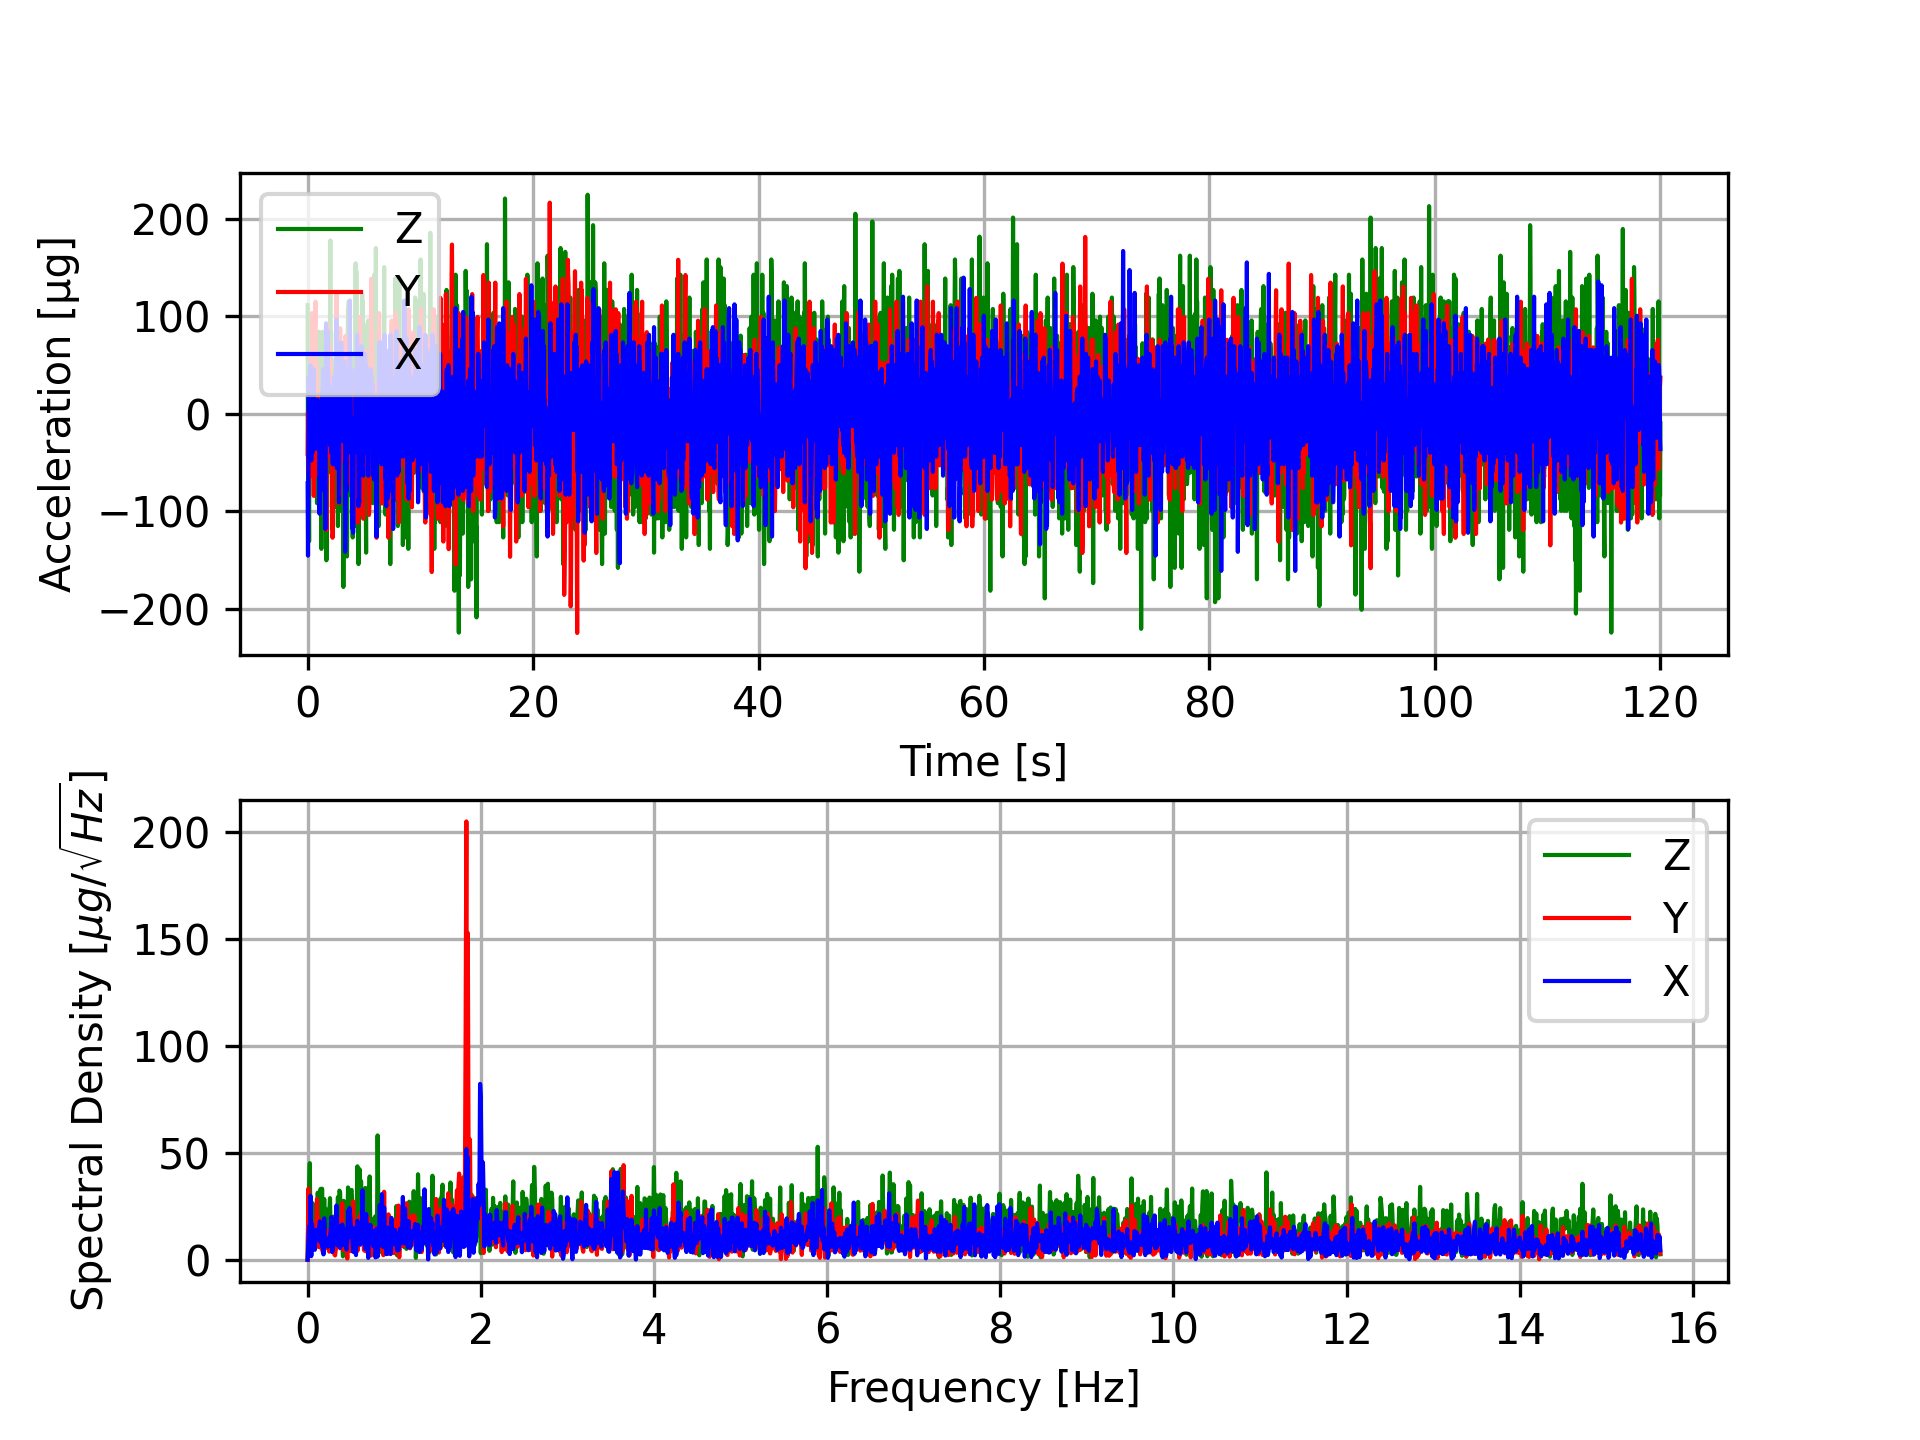 Acceleration [µg]
200
100
0
−100
−200
Z
Y
X
0 20 40 60 80 100 120
Time [s]
Spectral Density [µg/√Hz]
200
150
100
50
0
Z
Y
X
0 2 4 6 8 10 12 14 16
Frequency [Hz]